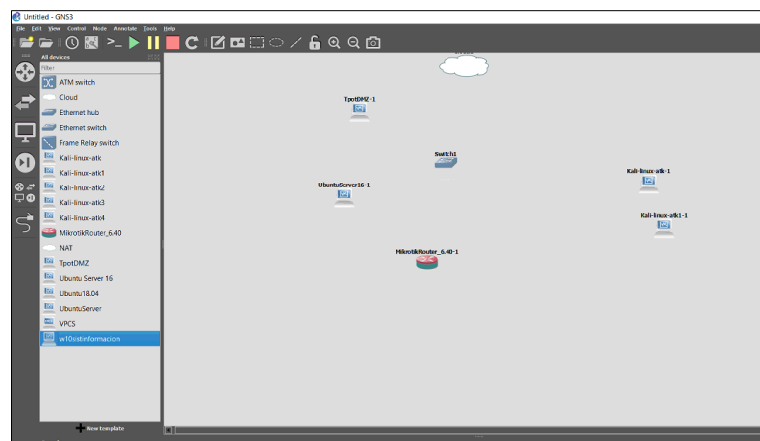 Untitled - GNS3
File Edit View Control Node Annotate Tools Help
All devices
Filter
ATM switch
Cloud
Ethernet hub
Ethernet switch
Frame Relay switch
Kali-linux-atk
Kali-linux-atk1
Kali-linux-atk2
Kali-linux-atk3
Kali-linux-atk4
MikrotikRouter_6.40
NAT
TpotDMZ
Ubuntu Server 16
Ubuntu18.04
UbuntuServer
VPCS
w10sistinformacion
New template
TpotDMZ-1
Switch1
Kali-linux-atk-1
UbuntuServer16-1
Kali-linux-atk1-1
MikrotikRouter_6.40-1